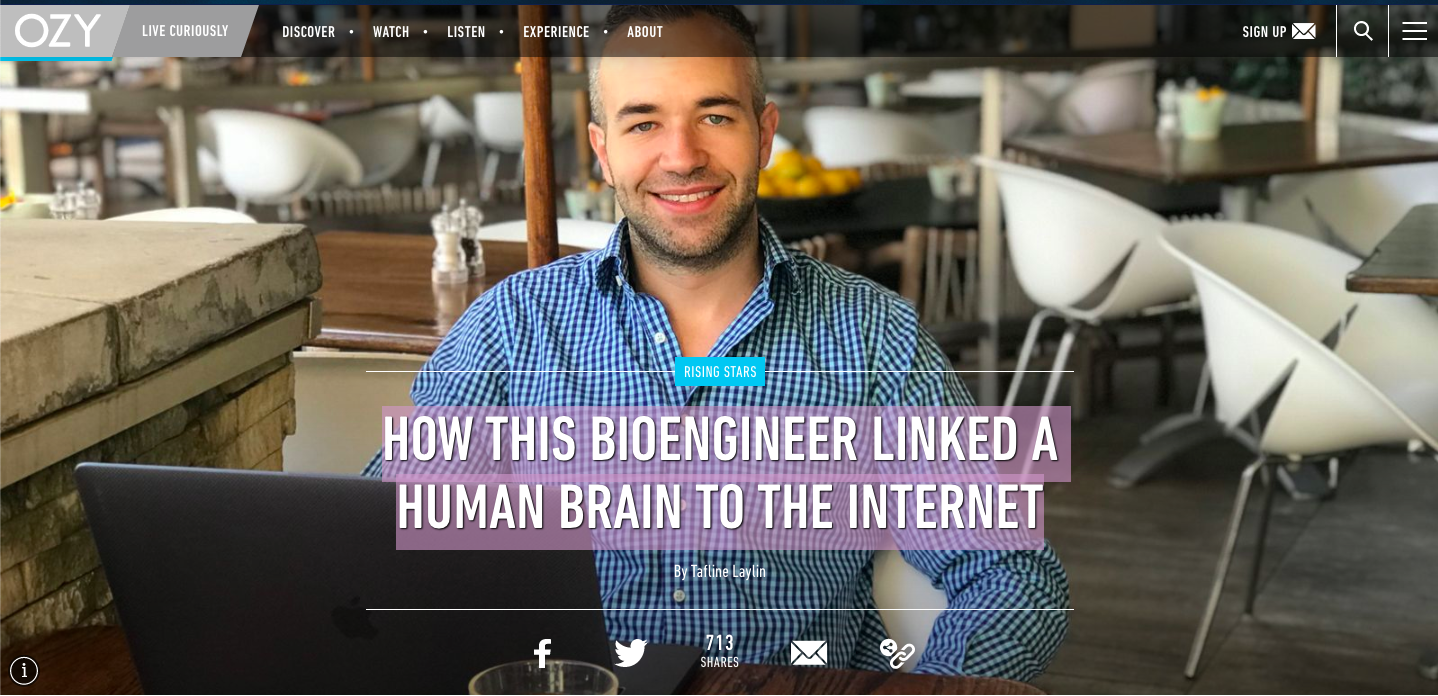 OZY
LIVE CURIOUSLY
DISCOVER • WATCH • LISTEN • EXPERIENCE • ABOUT
SIGN UP
RISING STARS
HOW THIS BIOENGINEER LINKED A
HUMAN BRAIN TO THE INTERNET
By Tafline Laylin
713
SHARES
i